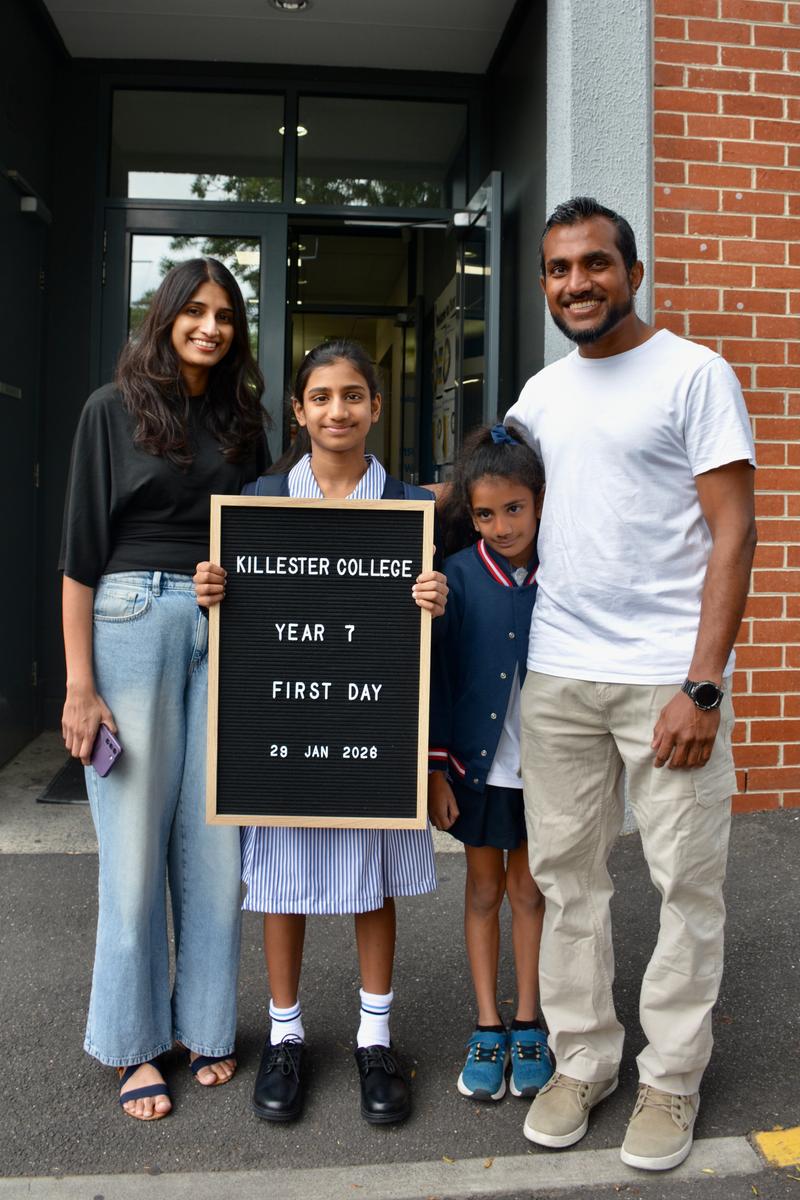 KILLESTER COLLEGE
YEAR 7
FIRST DAY
29 JAN 2026